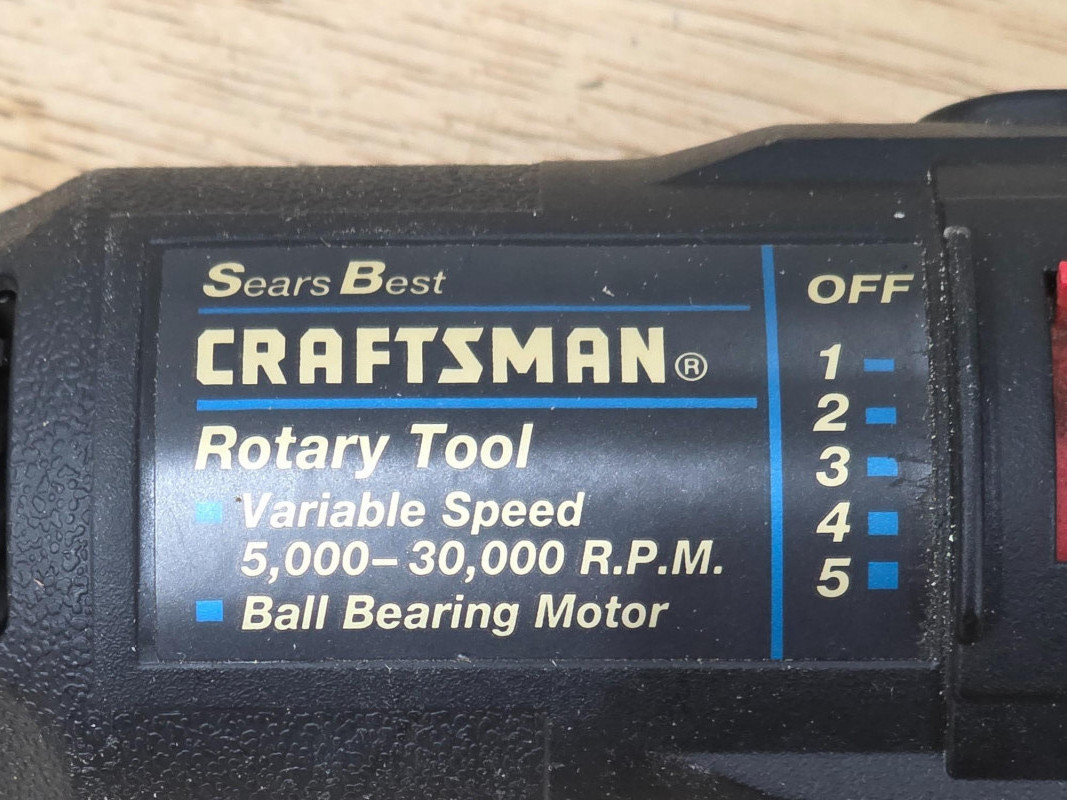 Sears Best
CRAFTSMAN®
Rotary Tool
Variable Speed
5,000–30,000 R.P.M.
Ball Bearing Motor
OFF
1
2
3
4
5